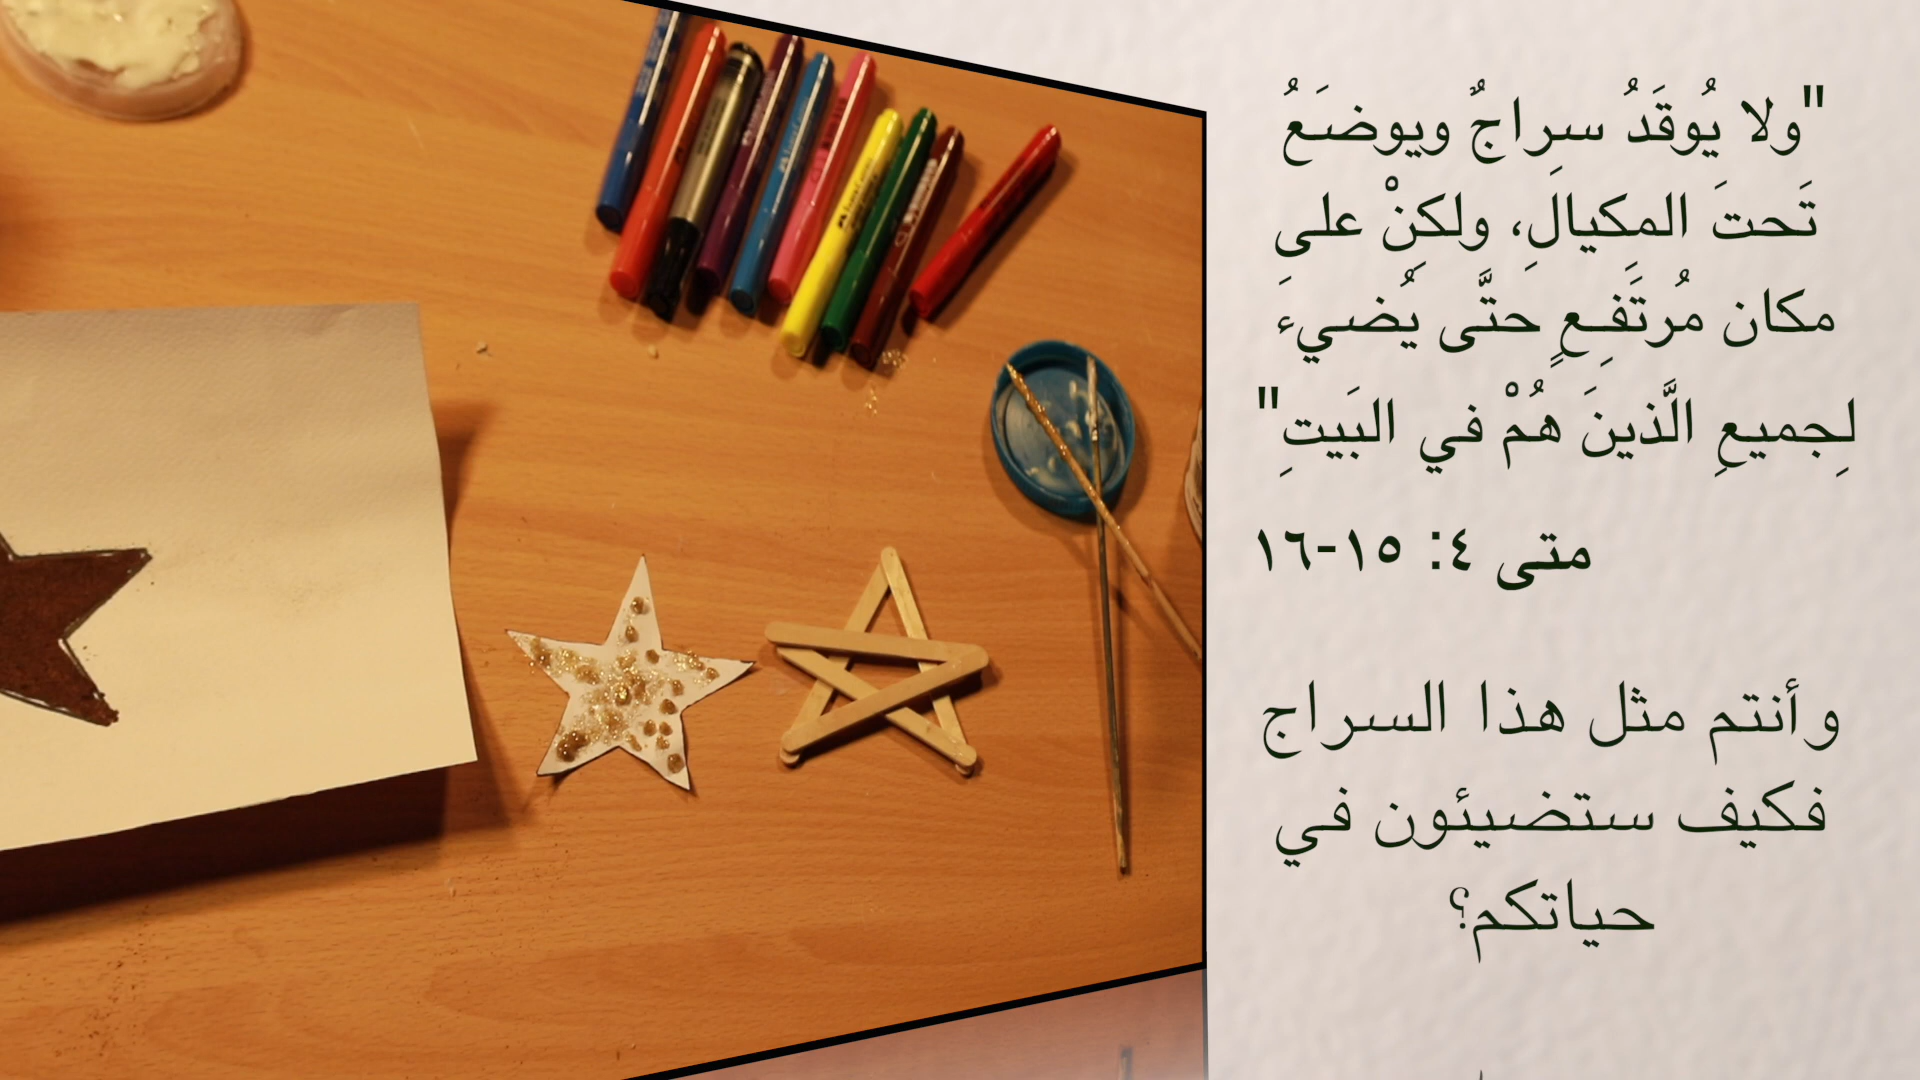 "ولا يُوقَدُ سِراجٌ ويوضَعُ
تَحتَ المِكيالِ، ولكِنْ على
مكان مُرتَفِعٍ حتَّى يُضيءَ
لِجميعِ الَّذينَ هُمْ في البَيتِ"
متى ٤: ١٥-١٦
وأنتم مثل هذا السراج
فكيف ستضيئون في
حياتكم؟